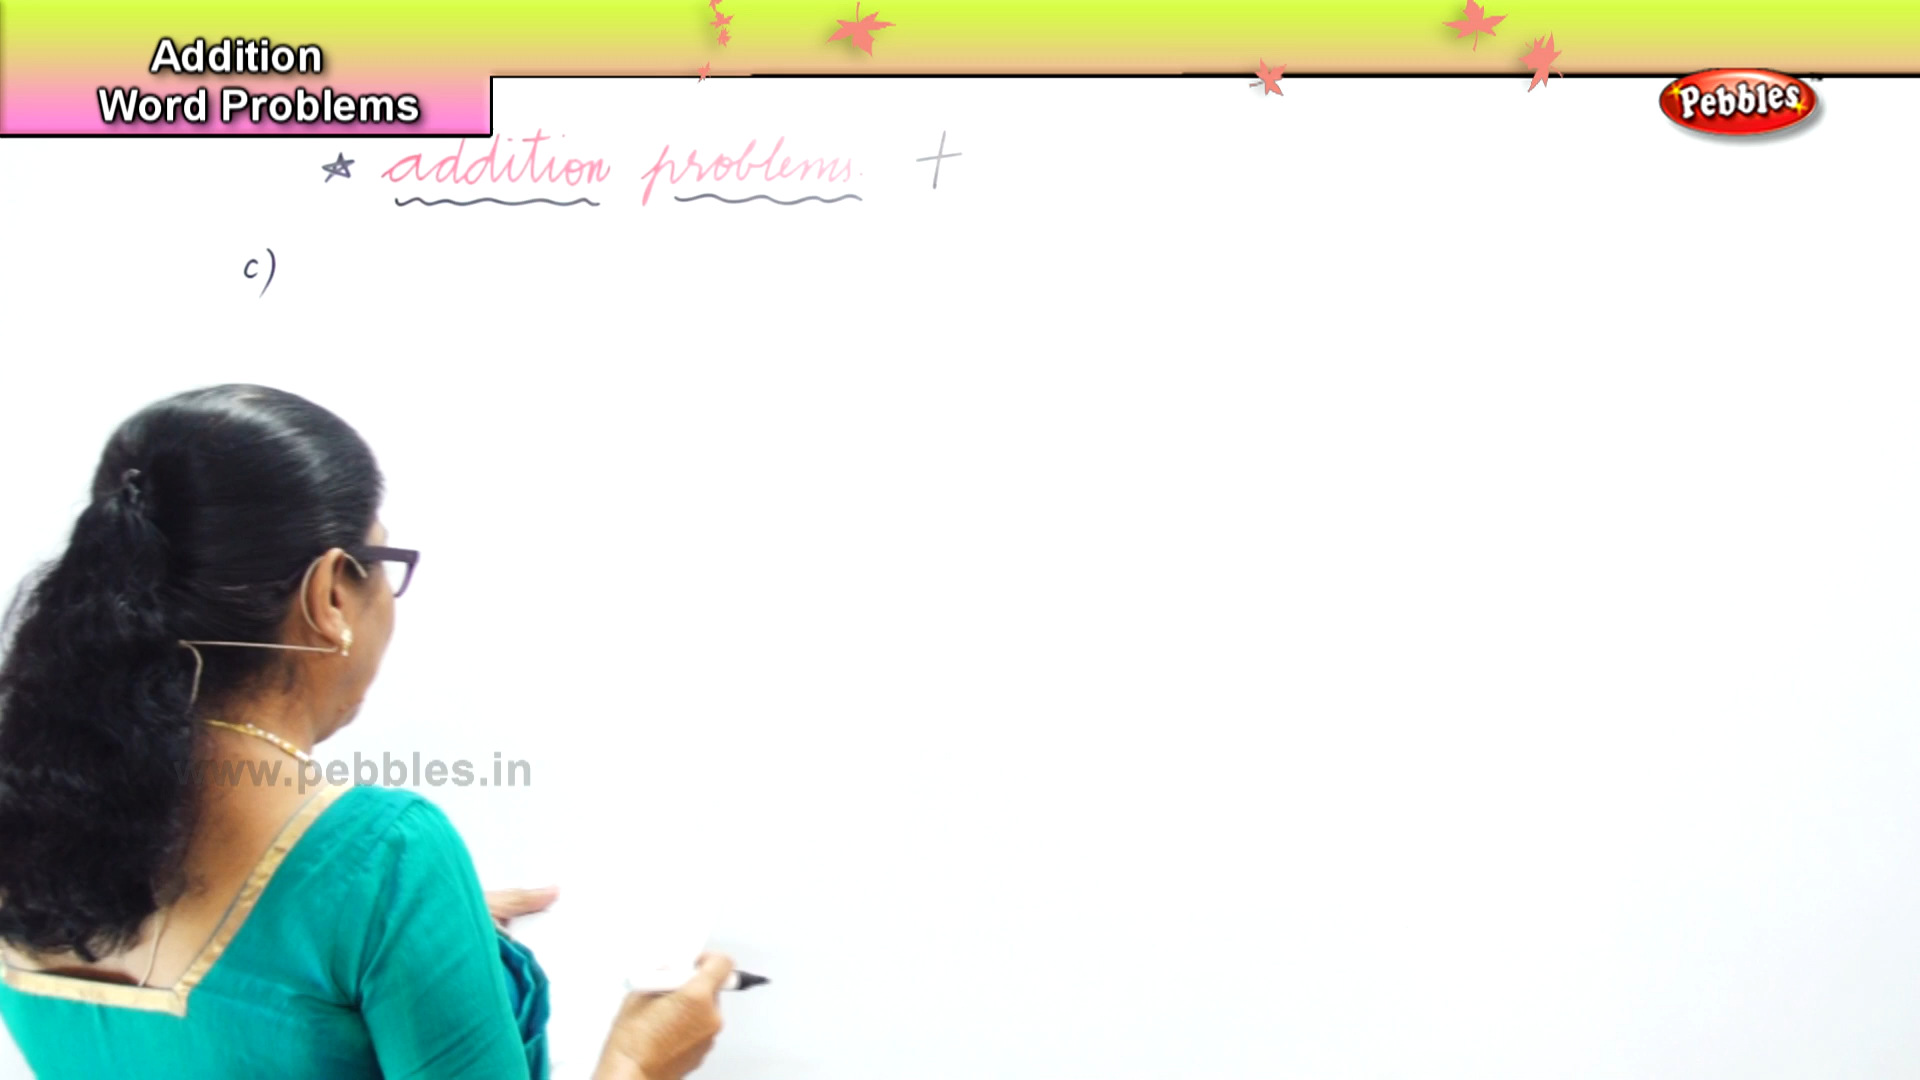 Addition
Word Problems
Pebbles
★ addition problems. +
c)
www.pebbles.in